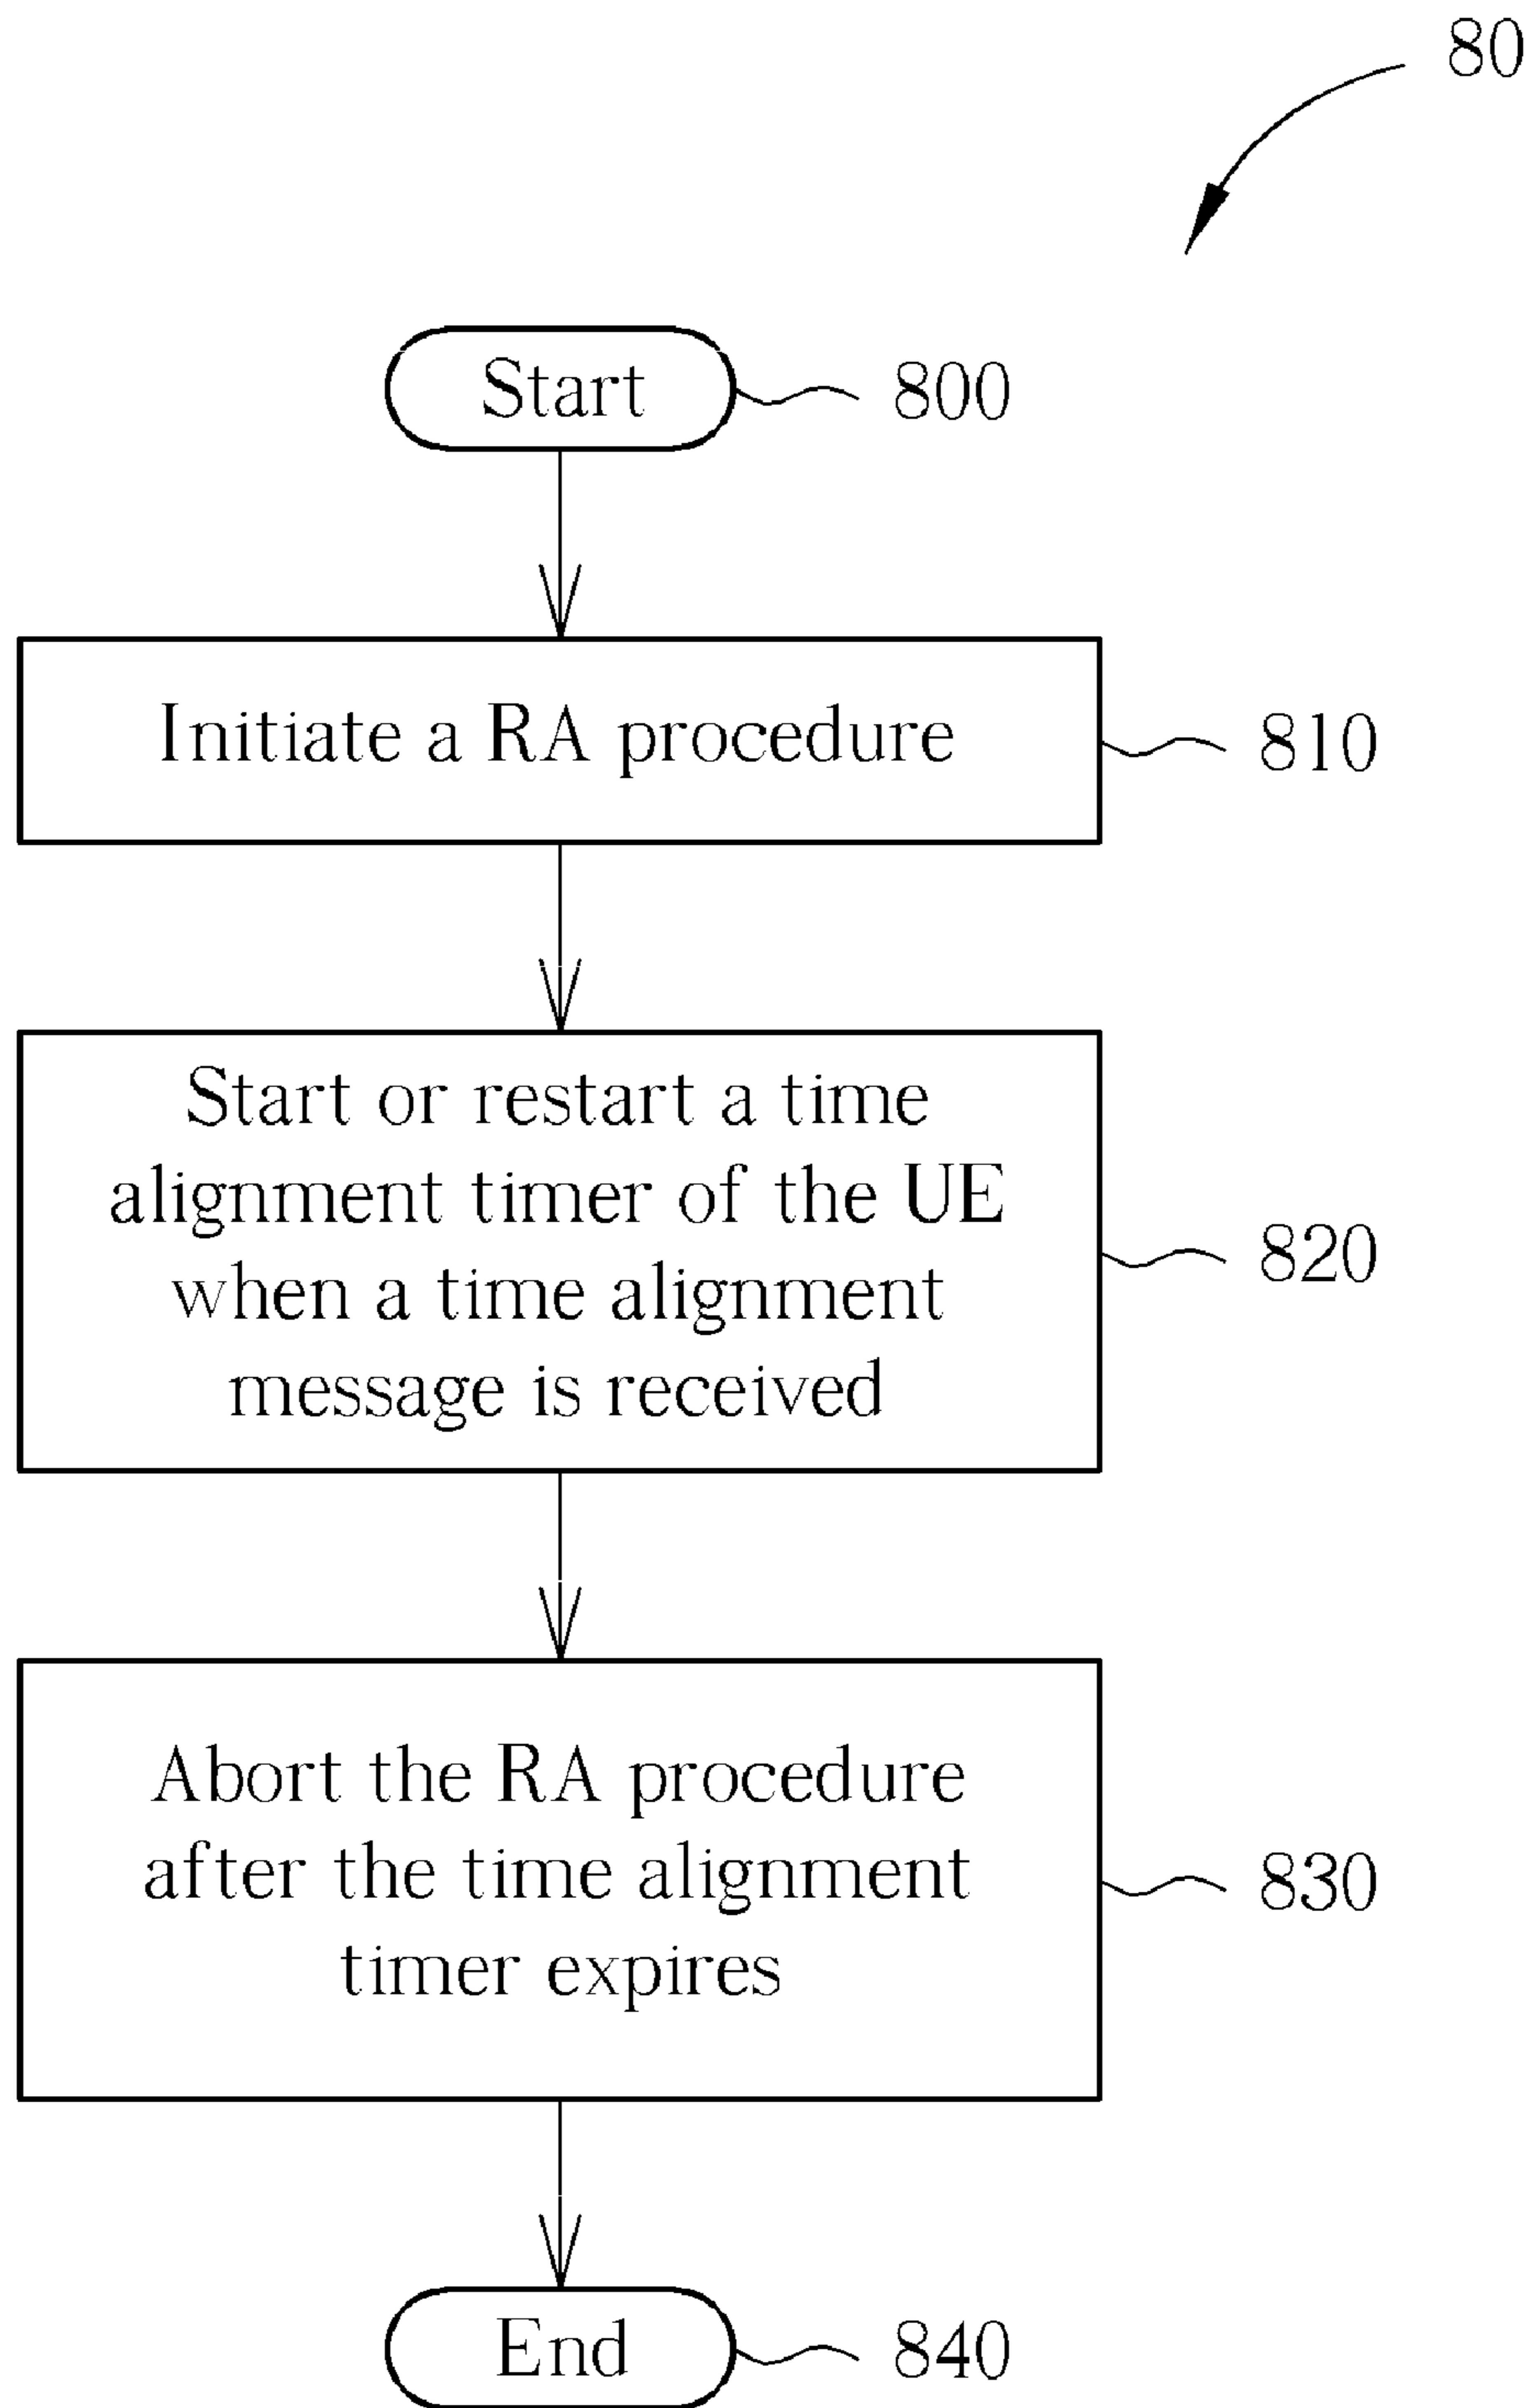 80
Start
800
Initiate a RA procedure
810
Start or restart a time
alignment timer of the UE
when a time alignment
message is received
820
Abort the RA procedure
after the time alignment
timer expires
830
End
840